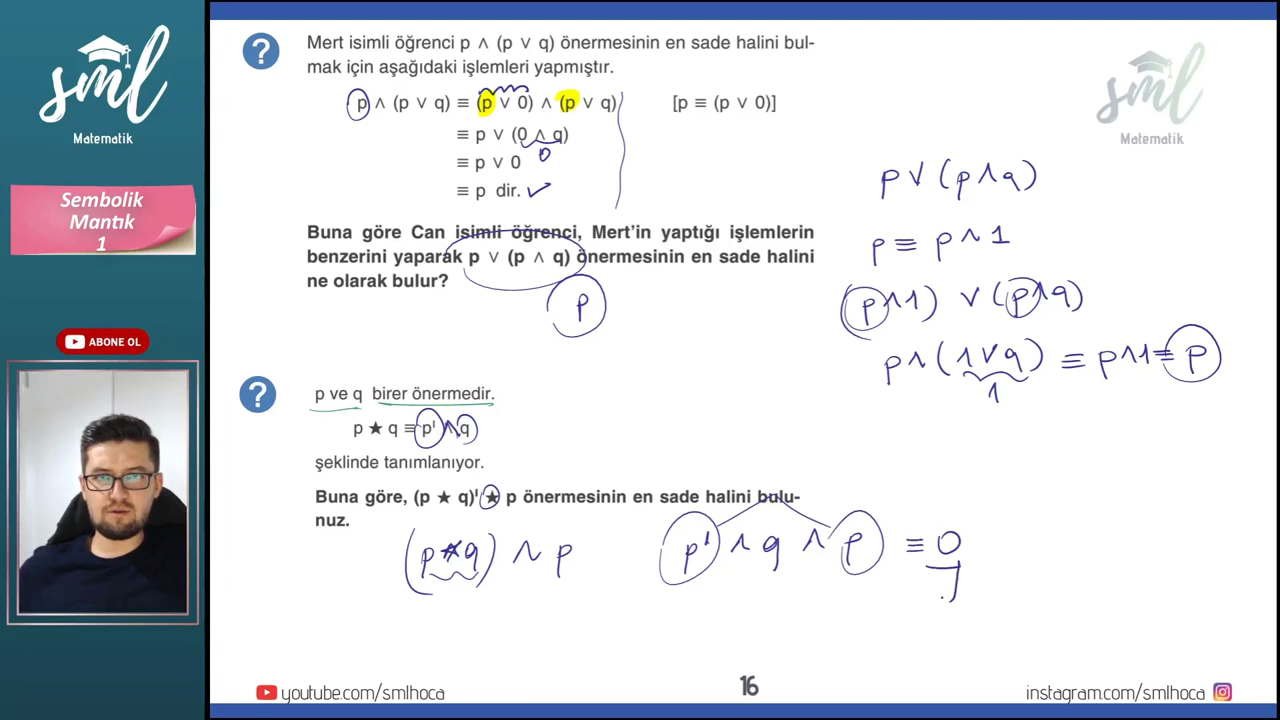 sml
Matematik
Sembolik
Mantık
1
ABONE OL
?
Mert isimli öğrenci p ∧ (p ∨ q) önermesinin en sade halini bul-
mak için aşağıdaki işlemleri yapmıştır.
p ∧ (p ∨ q) ≡ (p ∨ 0) ∧ (p ∨ q) [p ≡ (p ∨ 0)]
≡ p ∨ (0 ∧ q)
0
≡ p ∨ 0
≡ p dir. ✓
Buna göre Can isimli öğrenci, Mert'in yaptığı işlemlerin
benzerini yaparak p ∨ (p ∧ q) önermesinin en sade halini
ne olarak bulur?
p
sml
Matematik
p ∨ (p ∧ q)
p ≡ p ∧ 1
(p ∧ 1) ∨ (p ∧ q)
p ∧ (1 ∨ q) ≡ p ∧ 1 ≡ p
1
?
p ve q birer önermedir.
p ★ q ≡ p' ∧ q
şeklinde tanımlanıyor.
Buna göre, (p ★ q)' ★ p önermesinin en sade halini bulu-
nuz.
(p ★ q) ∧ p p' ∧ q ∧ p ≡ 0
youtube.com/smlhoca
16
instagram.com/smlhoca